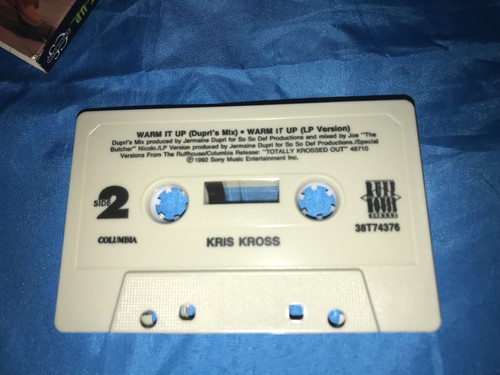 WARM IT UP (Dupri's Mix) • WARM IT UP (LP Version)
Dupri's Mix produced by Jermaine Dupri for So So Def Productions and mixed by Joe "The
Butcher" Nicolo/LP Version produced by Jermaine Dupri for So So Def Productions./Special
Versions From The Ruffhouse/Columbia Release: "TOTALLY KROSSED OUT" 48710
℗ 1992 Sony Music Entertainment Inc.
SIDE 2
RUFF
HOUSE
RECORDS
COLUMBIA
KRIS KROSS
38T74376